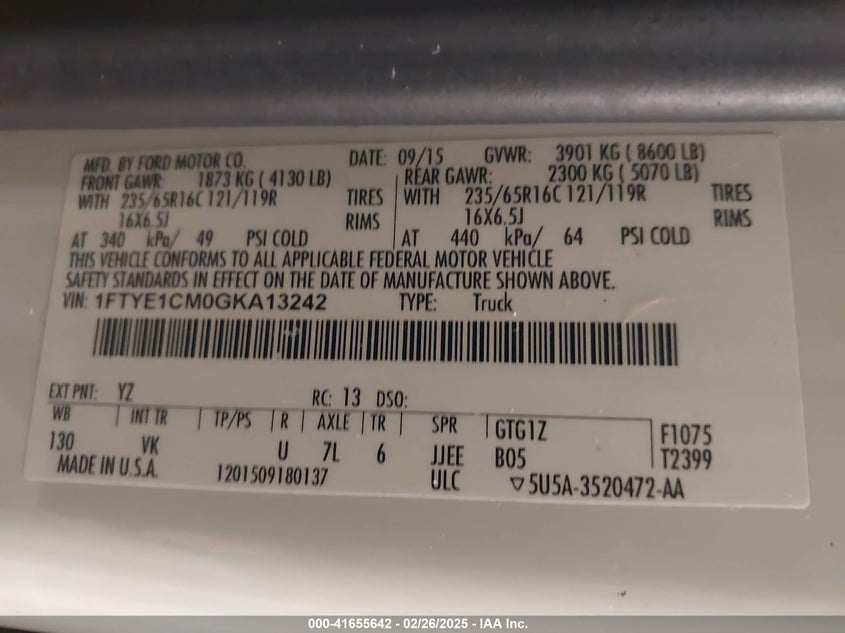 MFD. BY FORD MOTOR CO. DATE: 09/15 GVWR: 3901 KG ( 8600 LB)
FRONT GAWR: 1873 KG ( 4130 LB) REAR GAWR: 2300 KG ( 5070 LB)
WITH 235/65R16C 121/119R TIRES WITH 235/65R16C 121/119R TIRES
16X6.5J RIMS 16X6.5J RIMS
AT 340 kPa/ 49 PSI COLD AT 440 kPa/ 64 PSI COLD
THIS VEHICLE CONFORMS TO ALL APPLICABLE FEDERAL MOTOR VEHICLE
SAFETY STANDARDS IN EFFECT ON THE DATE OF MANUFACTURE SHOWN ABOVE.
VIN: 1FTYE1CM0GKA13242 TYPE: Truck
EXT PNT: YZ RC: 13 DSO:
WB INT TR TP/PS R AXLE TR SPR GTG1Z F1075
130 VK U 7L 6 JJEE B05 T2399
MADE IN U.S.A. 1201509180137 ULC ▽5U5A-3520472-AA
000-41655642 - 02/26/2025 - IAA Inc.